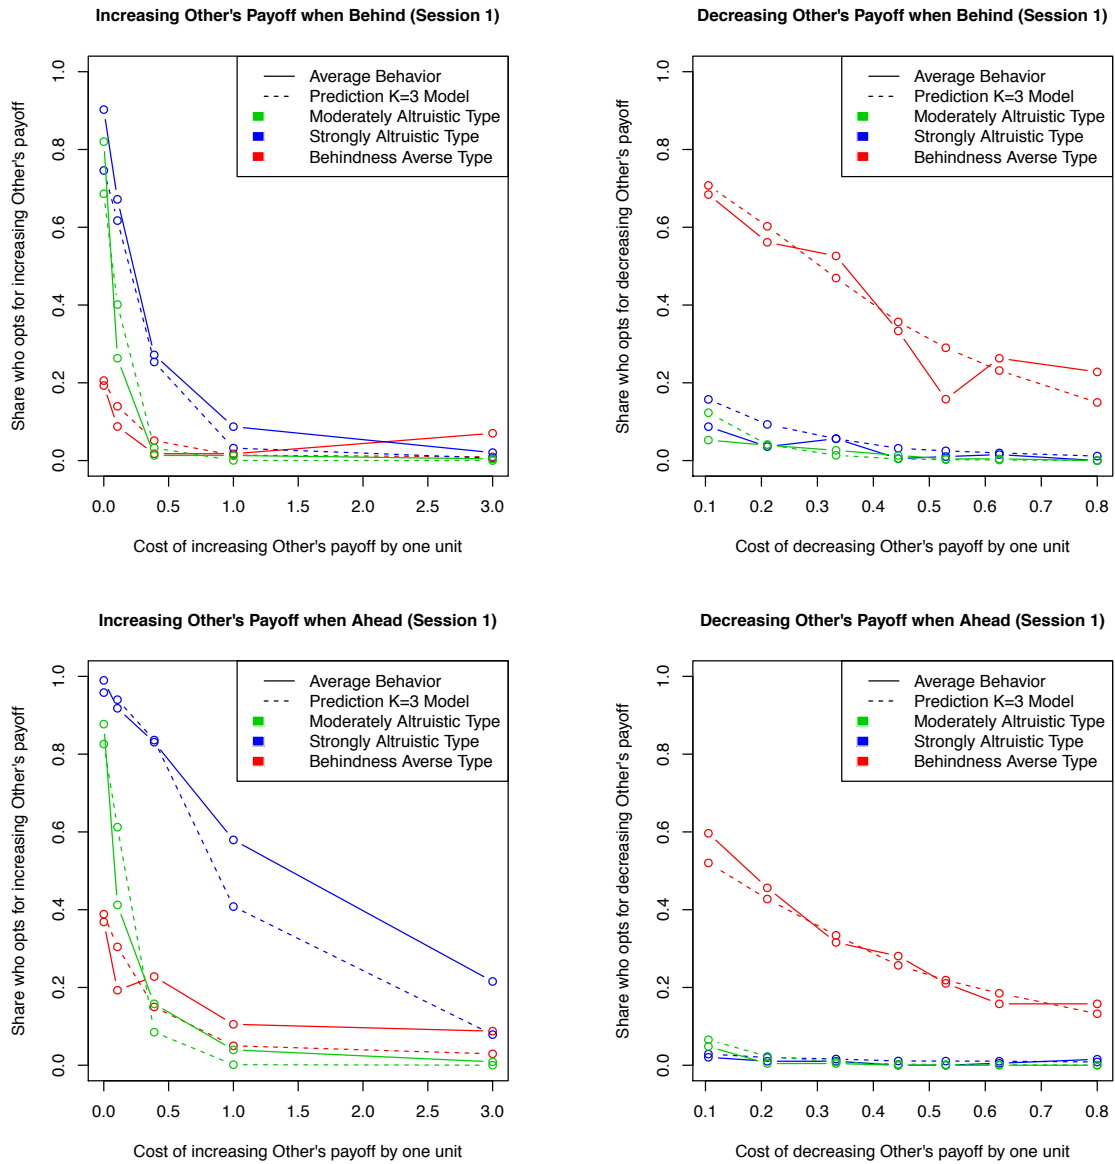 Increasing Other's Payoff when Behind (Session 1)
Share who opts for increasing Other's payoff
1.0
0.8
0.6
0.4
0.2
0.0
Average Behavior
Prediction K=3 Model
Moderately Altruistic Type
Strongly Altruistic Type
Behindness Averse Type
0.0 0.5 1.0 1.5 2.0 2.5 3.0
Cost of increasing Other's payoff by one unit
Decreasing Other's Payoff when Behind (Session 1)
Share who opts for decreasing Other's payoff
1.0
0.8
0.6
0.4
0.2
0.0
Average Behavior
Prediction K=3 Model
Moderately Altruistic Type
Strongly Altruistic Type
Behindness Averse Type
0.1 0.2 0.3 0.4 0.5 0.6 0.7 0.8
Cost of decreasing Other's payoff by one unit
Increasing Other's Payoff when Ahead (Session 1)
Share who opts for increasing Other's payoff
1.0
0.8
0.6
0.4
0.2
0.0
Average Behavior
Prediction K=3 Model
Moderately Altruistic Type
Strongly Altruistic Type
Behindness Averse Type
0.0 0.5 1.0 1.5 2.0 2.5 3.0
Cost of increasing Other's payoff by one unit
Decreasing Other's Payoff when Ahead (Session 1)
Share who opts for decreasing Other's payoff
1.0
0.8
0.6
0.4
0.2
0.0
Average Behavior
Prediction K=3 Model
Moderately Altruistic Type
Strongly Altruistic Type
Behindness Averse Type
0.1 0.2 0.3 0.4 0.5 0.6 0.7 0.8
Cost of decreasing Other's payoff by one unit